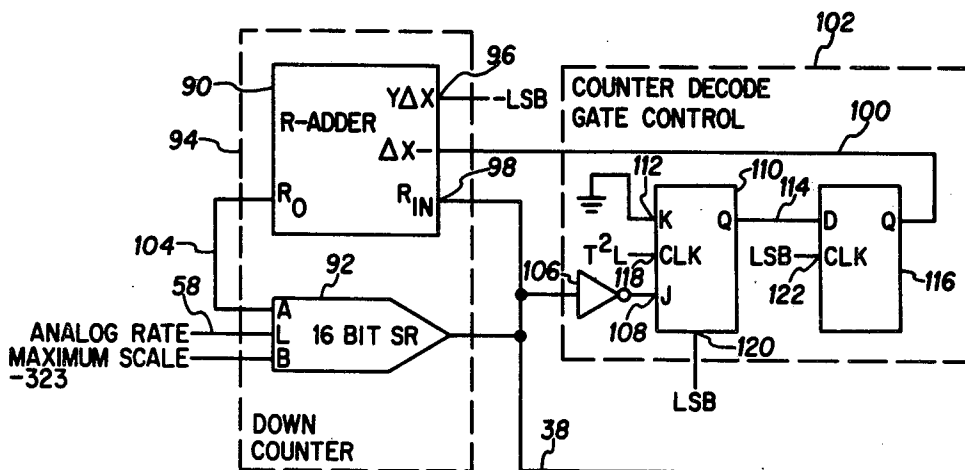 102
96
90
COUNTER DECODE
GATE CONTROL
YΔX
-LSB
R-ADDER
100
94
ΔX-
98
112
110
114
R_O
R_IN
K
Q
D
Q
104
T²L
CLK
LSB
CLK
106
118
122
116
92
58
J
A
108
ANALOG RATE
L
16 BIT SR
120
MAXIMUM SCALE
B
-323
LSB
DOWN
COUNTER
38